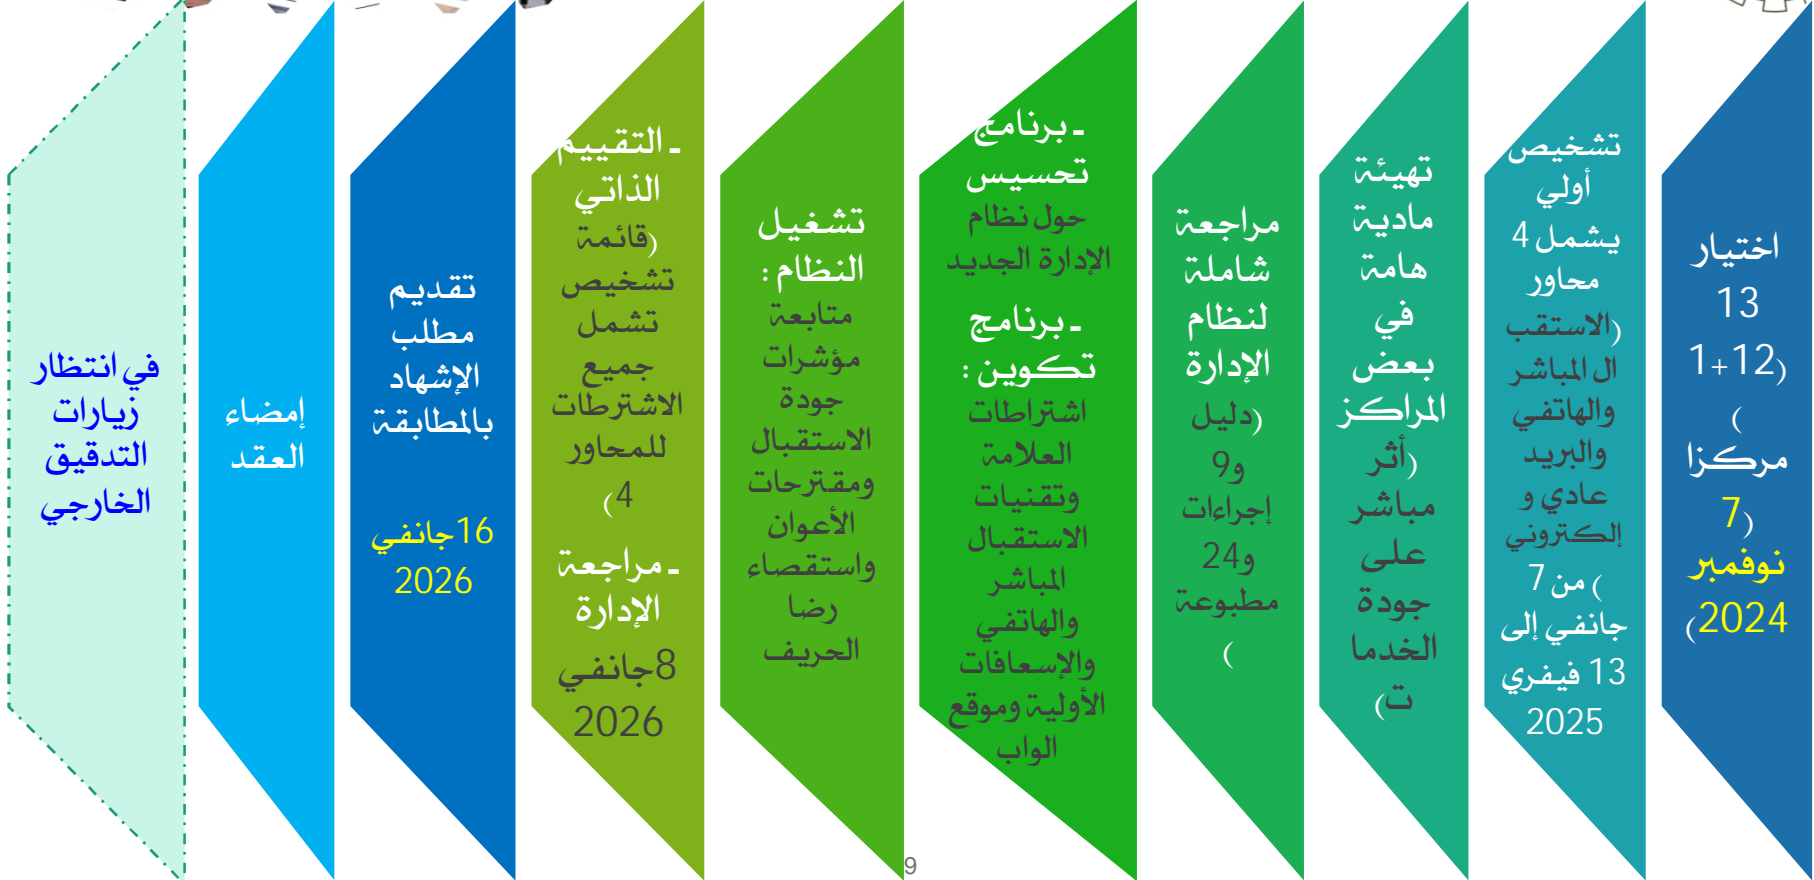 اختيار
13
(12+1
)
مركزا
(7
نوفمبر
2024)
تشخيص
أولي
يشمل 4
محاور
(الاستقب
ال المباشر
والهاتفي
والبريد
عادي و
إلكتروني
) من 7
جانفي إلى
13 فيفري
2025
تهيئة
مادية
هامة
في
بعض
المراكز
(أثر
مباشر
على
جودة
الخدما
ت)
مراجعة
شاملة
لنظام
الإدارة
(دليل
و9
إجراءات
و24
مطبوعة
)
- برنامج
تحسيس
حول نظام
الإدارة الجديد
- برنامج
تكوين :
اشتراطات
العلامة
وتقنيات
الاستقبال
المباشر
والهاتفي
والإسعافات
الأولية وموقع
الواب
تشغيل
النظام :
متابعة
مؤشرات
جودة
الاستقبال
ومقترحات
الأعوان
واستقصاء
رضا
الحريف
- التقييم
الذاتي
(قائمة
تشخيص
تشمل
جميع
الاشترطات
للمحاور
4)
- مراجعة
الإدارة
8جانفي
2026
تقديم
مطلب
الإشهاد
بالمطابقة
16جانفي
2026
إمضاء
العقد
في انتظار
زيارات
التدقيق
الخارجي
9